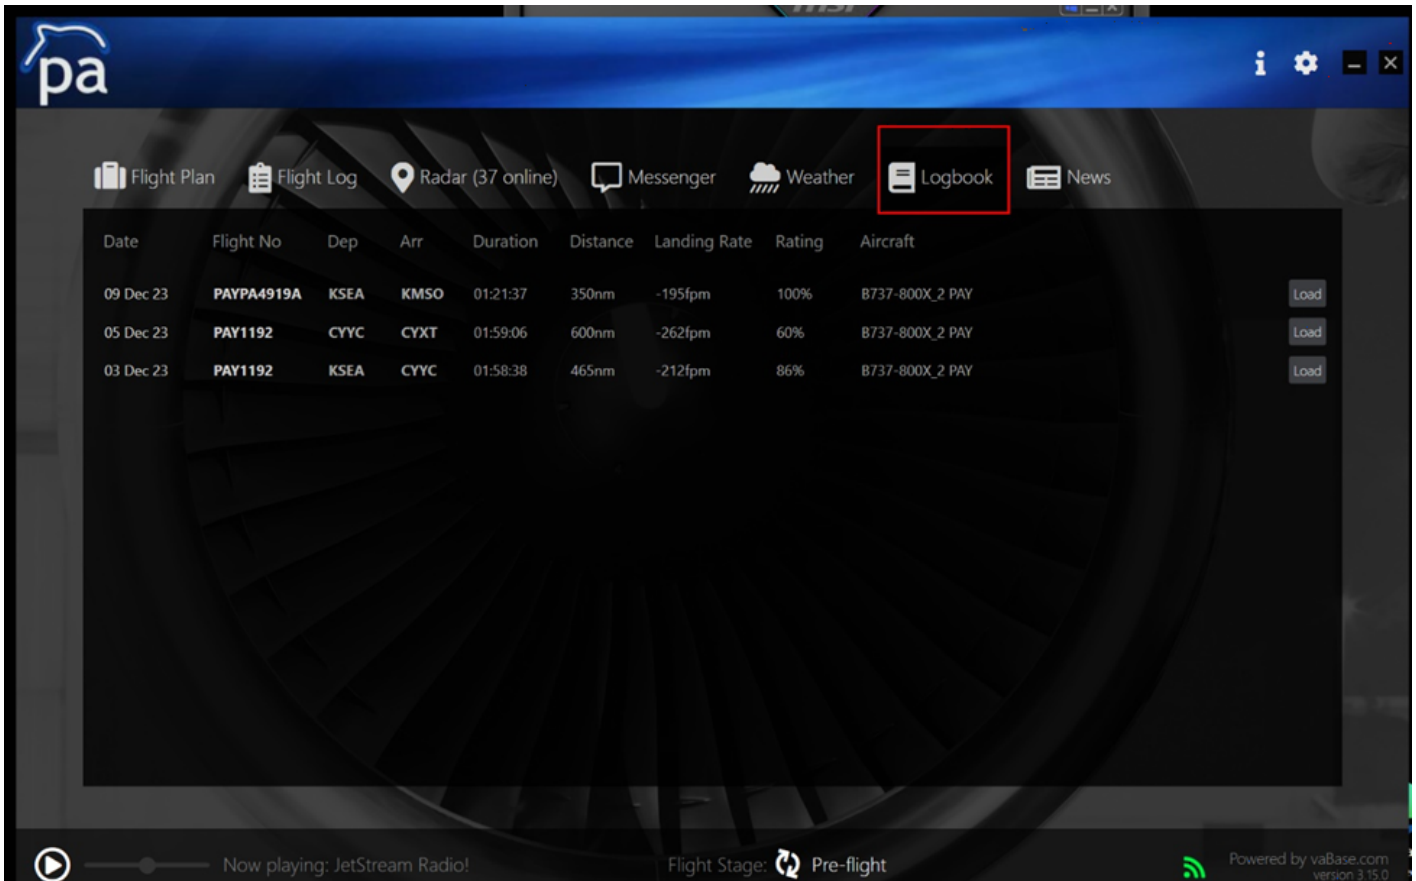 msi
pa
Flight Plan Flight Log Radar (37 online) Messenger Weather Logbook News
Date Flight No Dep Arr Duration Distance Landing Rate Rating Aircraft
09 Dec 23 PAYPA4919A KSEA KMSO 01:21:37 350nm -195fpm 100% B737-800X_2 PAY Load
05 Dec 23 PAY1192 CYYC CYXT 01:59:06 600nm -262fpm 60% B737-800X_2 PAY Load
03 Dec 23 PAY1192 KSEA CYYC 01:58:38 465nm -212fpm 86% B737-800X_2 PAY Load
Now playing: JetStream Radio! Flight Stage: Pre-flight Powered by vaBase.com
version 3.15.0